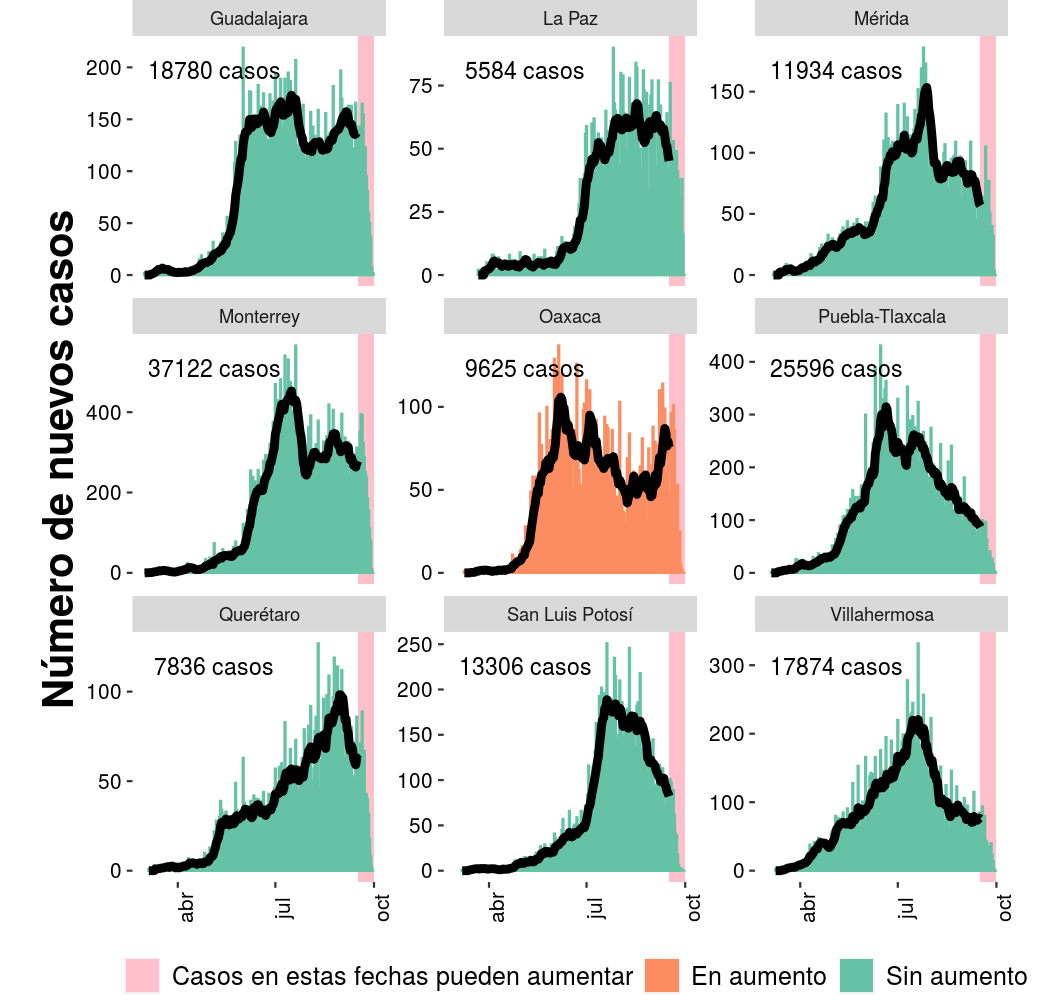 Guadalajara
La Paz
Mérida
18780 casos
5584 casos
11934 casos
200
150
100
50
0
75
50
25
0
150
100
50
0
Número de nuevos casos
Monterrey
Oaxaca
Puebla-Tlaxcala
37122 casos
9625 casos
25596 casos
400
200
0
100
50
0
400
300
200
100
0
Querétaro
San Luis Potosí
Villahermosa
7836 casos
13306 casos
17874 casos
100
50
0
250
200
150
100
50
0
300
200
100
0
abr
jul
oct
abr
jul
oct
abr
jul
oct
Casos en estas fechas pueden aumentar
En aumento
Sin aumento